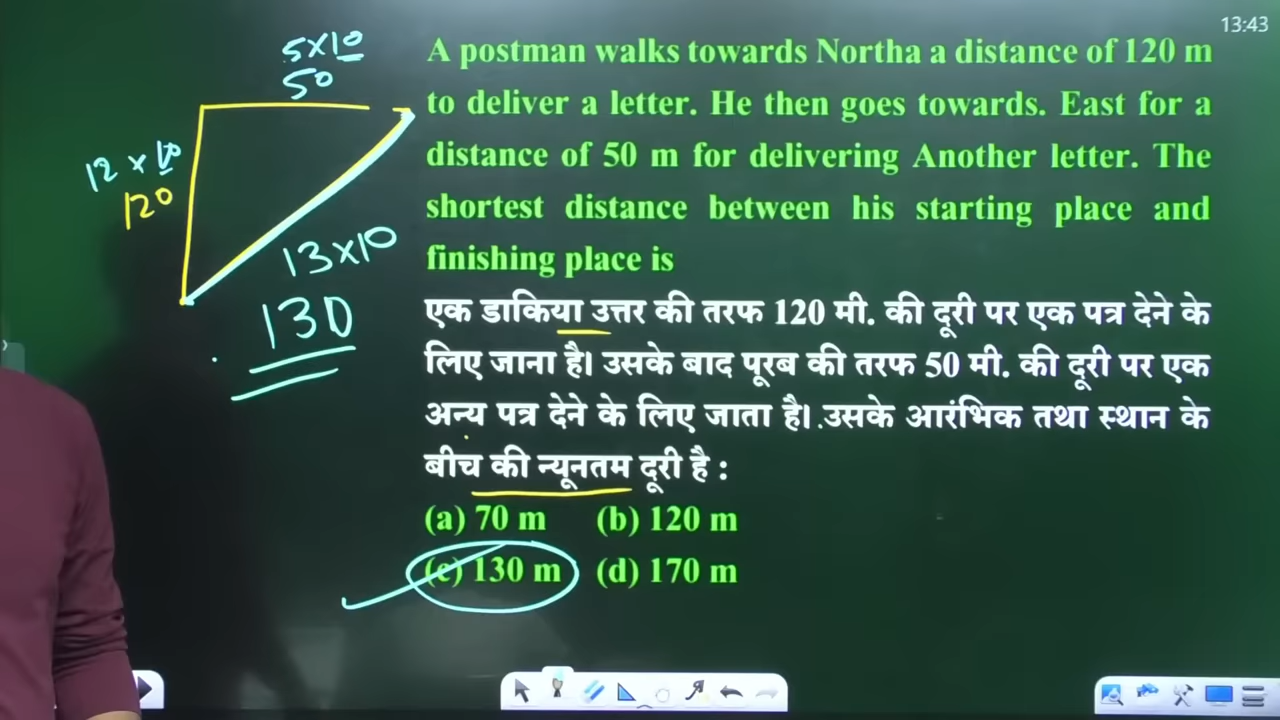 13:43
5×10
50
12 × 10
120
13×10
130
A postman walks towards Northa a distance of 120 m
to deliver a letter. He then goes towards. East for a
distance of 50 m for delivering Another letter. The
shortest distance between his starting place and
finishing place is
एक डाकिया उत्तर की तरफ 120 मी. की दूरी पर एक पत्र देने के
लिए जाना है। उसके बाद पूरब की तरफ 50 मी. की दूरी पर एक
अन्य पत्र देने के लिए जाता है। उसके आरंभिक तथा स्थान के
बीच की न्यूनतम दूरी है :
(a) 70 m (b) 120 m
(c) 130 m (d) 170 m